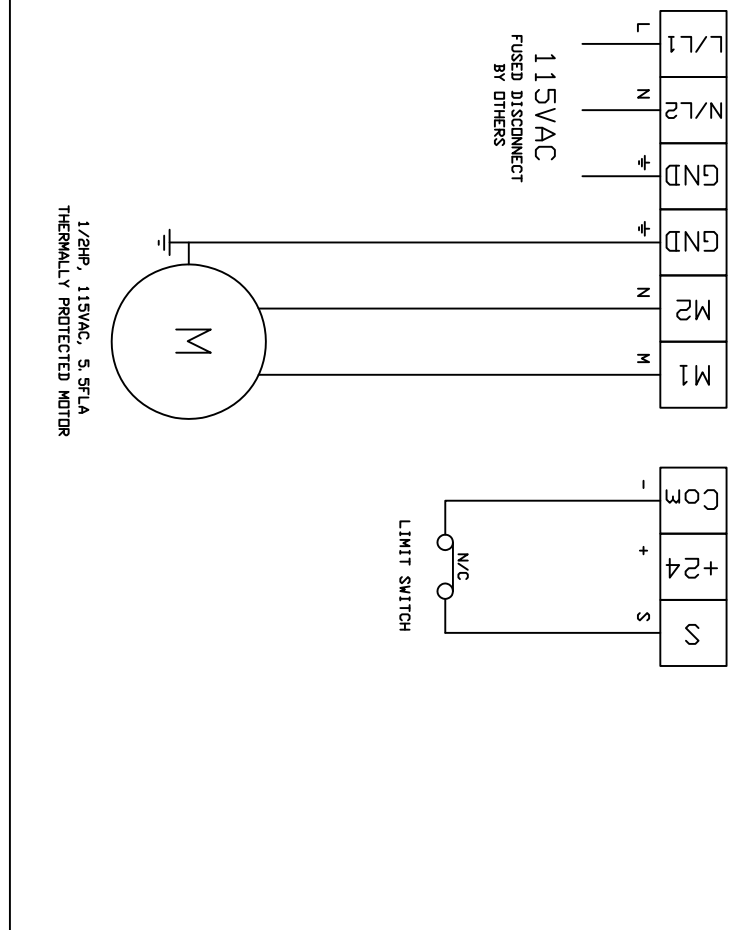 L/L1
N/L2
GND
GND
M2
M1
L
N
N
M
115VAC
FUSED DISCONNECT
BY OTHERS
M
1/2HP, 115VAC, 5.5FLA
THERMALLY PROTECTED MOTOR
Com
+24
S
-
+
S
N/C
LIMIT SWITCH